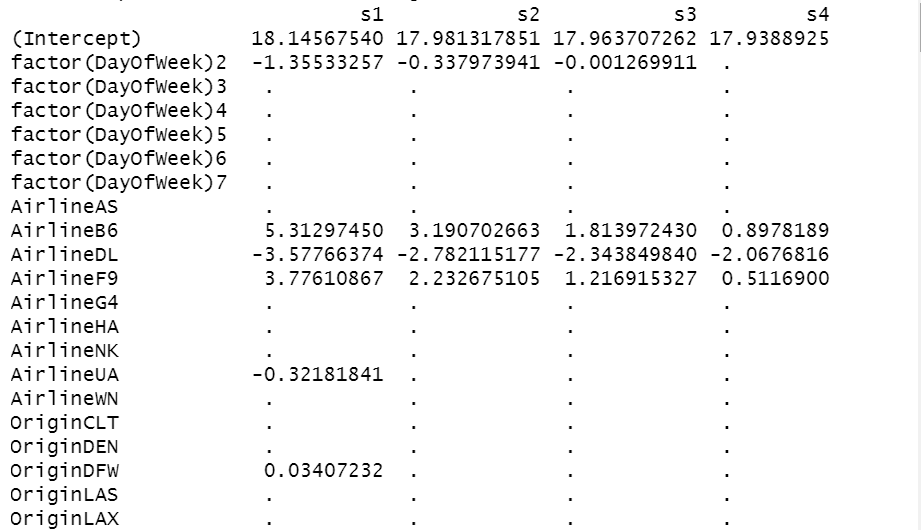 s1 s2 s3 s4
(Intercept) 18.14567540 17.981317851 17.963707262 17.9388925
factor(DayOfWeek)2 -1.35533257 -0.337973941 -0.001269911 .
factor(DayOfWeek)3 . . . .
factor(DayOfWeek)4 . . . .
factor(DayOfWeek)5 . . . .
factor(DayOfWeek)6 . . . .
factor(DayOfWeek)7 . . . .
AirlineAS . . . .
AirlineB6 5.31297450 3.190702663 1.813972430 0.8978189
AirlineDL -3.57766374 -2.782115177 -2.343849840 -2.0676816
AirlineF9 3.77610867 2.232675105 1.216915327 0.5116900
AirlineG4 . . . .
AirlineHA . . . .
AirlineNK . . . .
AirlineUA -0.32181841 . . .
AirlineWN . . . .
OriginCLT . . . .
OriginDEN . . . .
OriginDFW 0.03407232 . . .
OriginLAS . . . .
OriginLAX . . . .